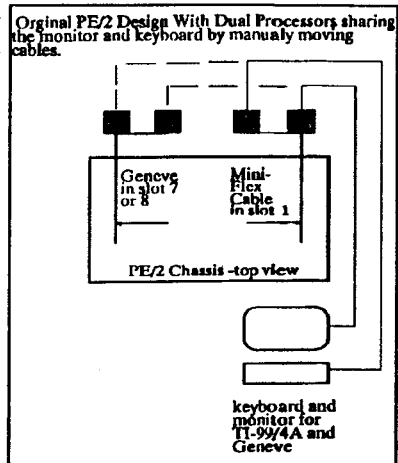 Orginal PE/2 Design With Dual Processors sharing
the monitor and keyboard by manualy moving
cables.
Geneve
in slot 7
or 8
Mini-
Flex
Cable
in slot 1
PE/2 Chassis -top view
keyboard and
monitor for
TI-99/4A and
Geneve